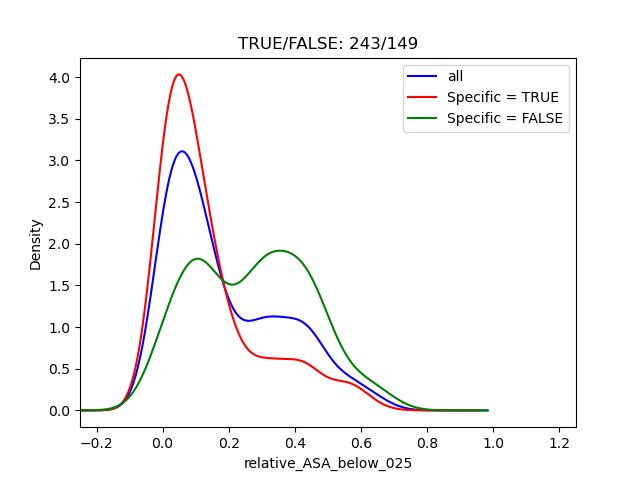 TRUE/FALSE: 243/149
all
Specific = TRUE
Specific = FALSE
Density
4.0
3.5
3.0
2.5
2.0
1.5
1.0
0.5
0.0
−0.2 0.0 0.2 0.4 0.6 0.8 1.0 1.2
relative_ASA_below_025